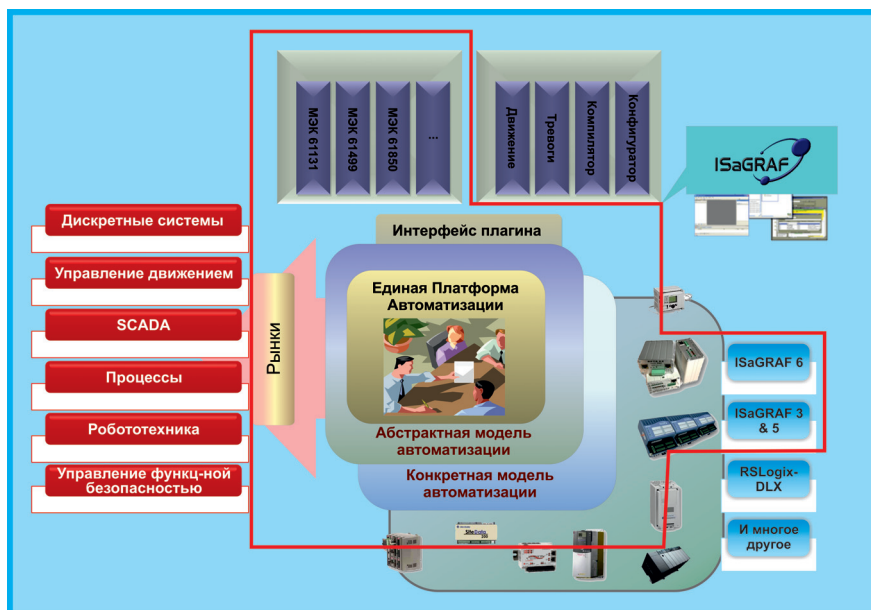 МЭК 61131
МЭК 61499
МЭК 61850
...
Движение
Тревоги
Компилятор
Конфигуратор
ISaGRAF
Дискретные системы
Управление движением
SCADA
Процессы
Робототехника
Управление функц-ной
безопасностью
Рынки
Интерфейс плагина
Единая Платформа
Автоматизации
Абстрактная модель
автоматизации
Конкретная модель
автоматизации
ISaGRAF 6
ISaGRAF 3
& 5
RSLogix-
DLX
И многое
другое